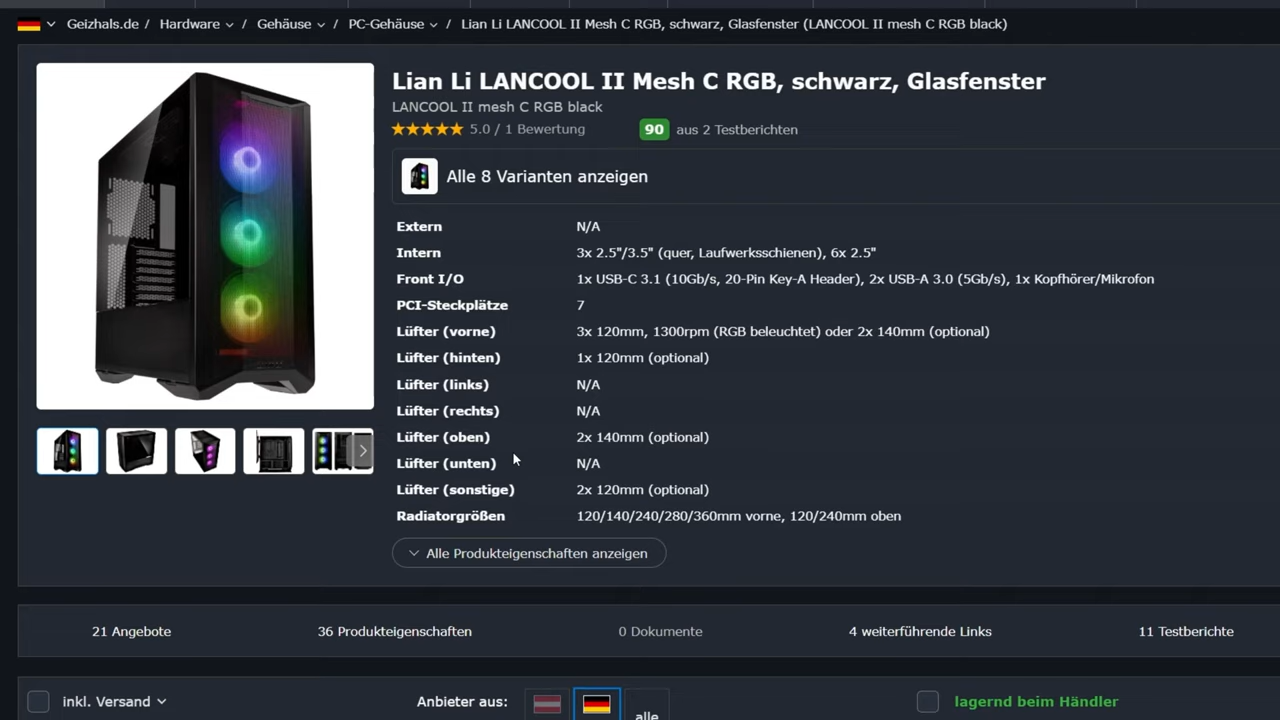 Geizhals.de / Hardware / Gehäuse / PC-Gehäuse / Lian Li LANCOOL II Mesh C RGB, schwarz, Glasfenster (LANCOOL II mesh C RGB black)
Lian Li LANCOOL II Mesh C RGB, schwarz, Glasfenster
LANCOOL II mesh C RGB black
5.0 / 1 Bewertung 90 aus 2 Testberichten
Alle 8 Varianten anzeigen
Extern N/A
Intern 3x 2.5"/3.5" (quer, Laufwerksschienen), 6x 2.5"
Front I/O 1x USB-C 3.1 (10Gb/s, 20-Pin Key-A Header), 2x USB-A 3.0 (5Gb/s), 1x Kopfhörer/Mikrofon
PCI-Steckplätze 7
Lüfter (vorne) 3x 120mm, 1300rpm (RGB beleuchtet) oder 2x 140mm (optional)
Lüfter (hinten) 1x 120mm (optional)
Lüfter (links) N/A
Lüfter (rechts) N/A
Lüfter (oben) 2x 140mm (optional)
Lüfter (unten) N/A
Lüfter (sonstige) 2x 120mm (optional)
Radiatorgrößen 120/140/240/280/360mm vorne, 120/240mm oben
Alle Produkteigenschaften anzeigen
21 Angebote 36 Produkteigenschaften 0 Dokumente 4 weiterführende Links 11 Testberichte
inkl. Versand Anbieter aus: alle lagernd beim Händler